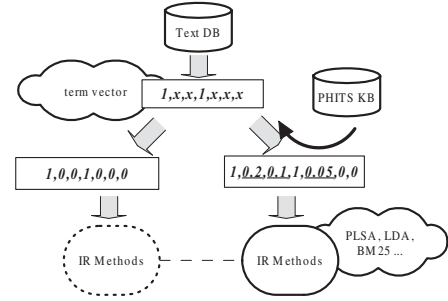 Text DB
term vector
1,x,x,1,x,x,x
PHITS KB
1,0,0,1,0,0,0
1,0.2,0.1,1,0.05,0,0
IR Methods
IR Methods
PLSA, LDA,
BM25 ...